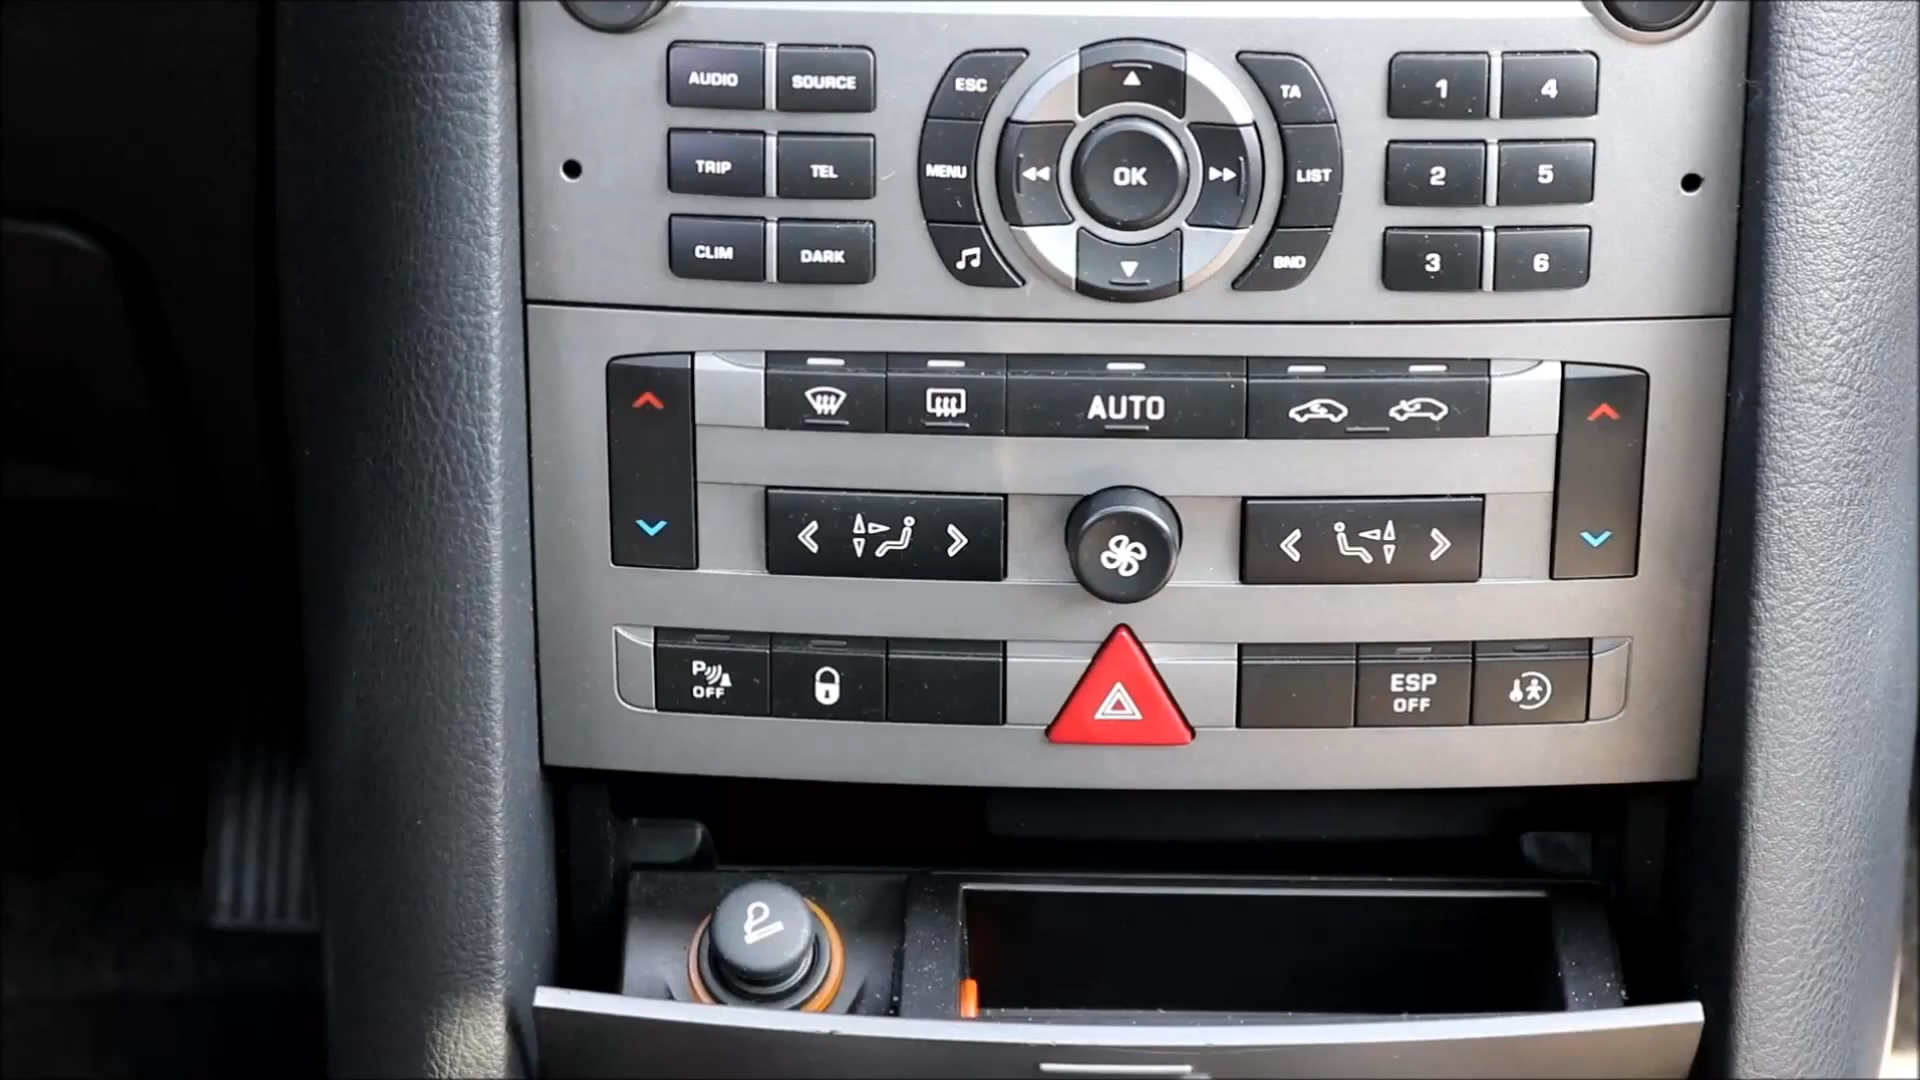 AUDIO SOURCE ESC TA 1 4
TRIP TEL MENU OK LIST 2 5
CLIM DARK BND 3 6
AUTO
P OFF
ESP OFF